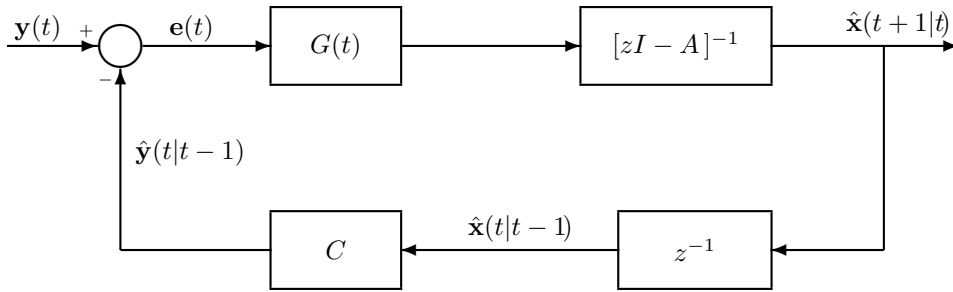 y(t)
+
−
e(t)
G(t)
[zI − A]⁻¹
x̂(t + 1|t)
ŷ(t|t − 1)
C
x̂(t|t − 1)
z⁻¹